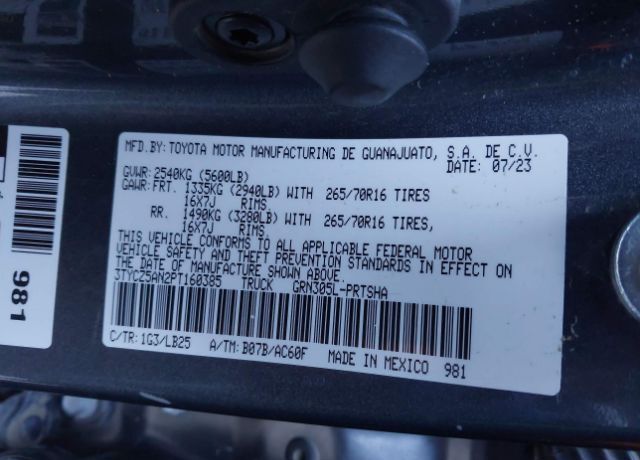 MFD.BY: TOYOTA MOTOR MANUFACTURING DE GUANAJUATO, S.A. DE C.V.
DATE: 07/23
GVWR: 2540KG (5600LB)
GAWR: FRT. 1335KG (2940LB) WITH 265/70R16 TIRES
16X7J RIMS
RR. 1490KG (3280LB) WITH 265/70R16 TIRES,
16X7J RIMS.
THIS VEHICLE CONFORMS TO ALL APPLICABLE FEDERAL MOTOR
VEHICLE SAFETY AND THEFT PREVENTION STANDARDS IN EFFECT ON
THE DATE OF MANUFACTURE SHOWN ABOVE.
3TYCZ5AN2PT160385 TRUCK GRN305L-PRTSHA
C/TR: 1G3/LB25 A/TM: B07B/AC60F MADE IN MEXICO 981
981